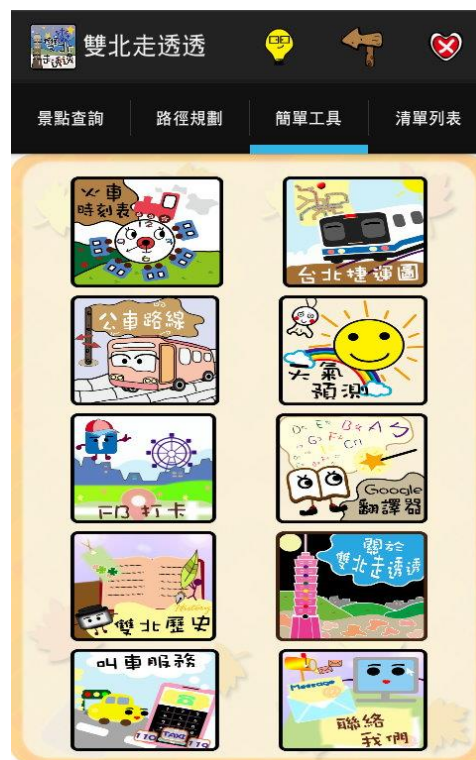 雙北走透透
景點查詢 路徑規劃 簡單工具 清單列表
火車
時刻表
台北捷運圖
公車路線
天氣
預測
FB 打卡
Google
翻譯器
雙北歷史
關於
雙北走透透
叫車服務
TAXI
110
119
Message
聯絡
我們